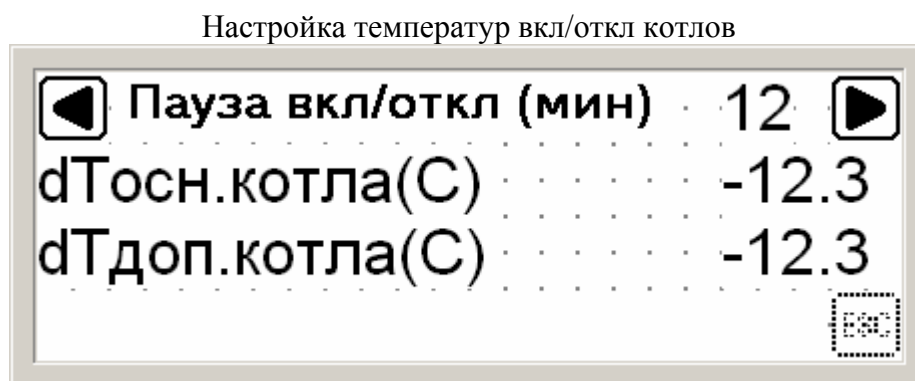 Настройка температур вкл/откл котлов
Пауза вкл/откл (мин) 12
dTосн.котла(C) -12.3
dTдоп.котла(C) -12.3
ESC